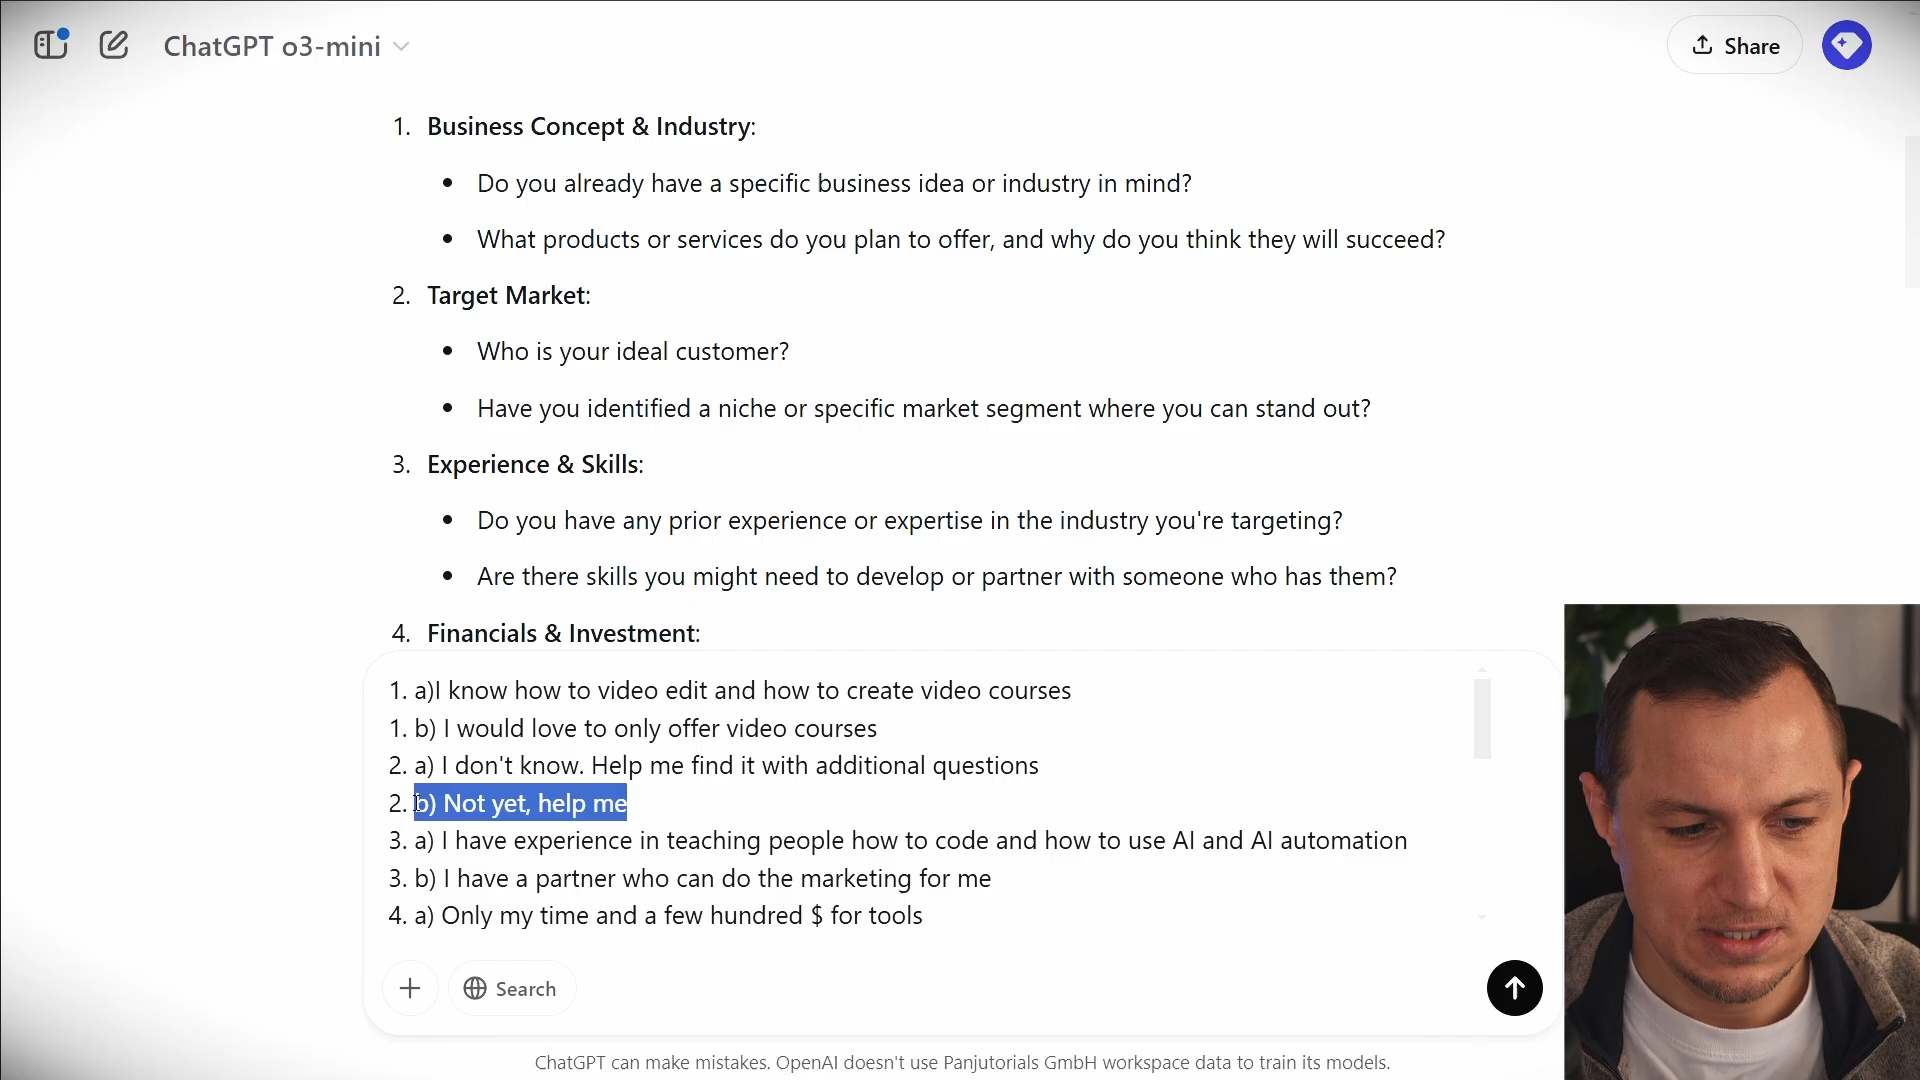 ChatGPT o3-mini
Share
1. Business Concept & Industry:
• Do you already have a specific business idea or industry in mind?
• What products or services do you plan to offer, and why do you think they will succeed?
2. Target Market:
• Who is your ideal customer?
• Have you identified a niche or specific market segment where you can stand out?
3. Experience & Skills:
• Do you have any prior experience or expertise in the industry you're targeting?
• Are there skills you might need to develop or partner with someone who has them?
4. Financials & Investment:
1. a)I know how to video edit and how to create video courses
1. b) I would love to only offer video courses
2. a) I don't know. Help me find it with additional questions
2. b) Not yet, help me
3. a) I have experience in teaching people how to code and how to use AI and AI automation
3. b) I have a partner who can do the marketing for me
4. a) Only my time and a few hundred $ for tools
Search
ChatGPT can make mistakes. OpenAI doesn't use Panjutorials GmbH workspace data to train its models.